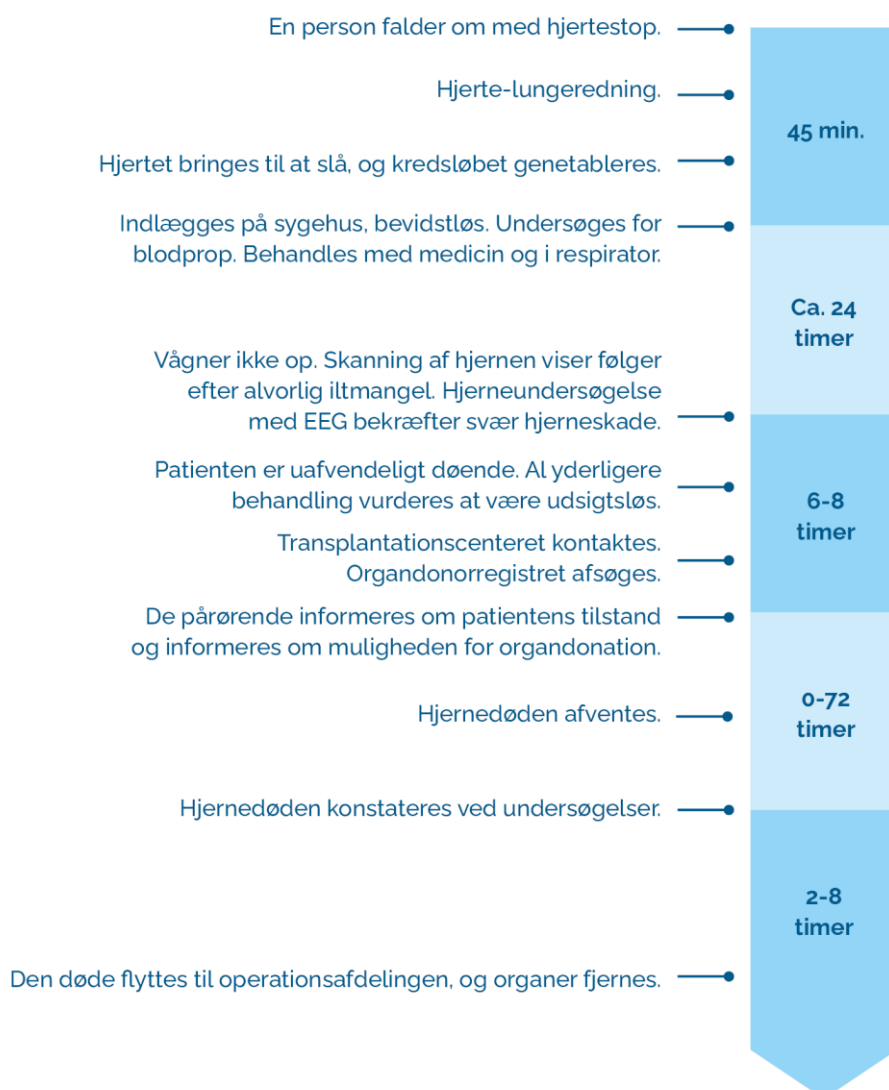 En person falder om med hjertestop.
Hjerte-lungeredning.
45 min.
Hjertet bringes til at slå, og kredsløbet genetableres.
Indlægges på sygehus, bevidstløs. Undersøges for
blodprop. Behandles med medicin og i respirator.
Ca. 24
timer
Vågner ikke op. Skanning af hjernen viser følger
efter alvorlig iltmangel. Hjerneundersøgelse
med EEG bekræfter svær hjerneskade.
Patienten er uafvendeligt døende. Al yderligere
behandling vurderes at være udsigtsløs.
6-8
timer
Transplantationscenteret kontaktes.
Organdonorregistret afsøges.
De pårørende informeres om patientens tilstand
og informeres om muligheden for organdonation.
0-72
timer
Hjernedøden afventes.
Hjernedøden konstateres ved undersøgelser.
2-8
timer
Den døde flyttes til operationsafdelingen, og organer fjernes.